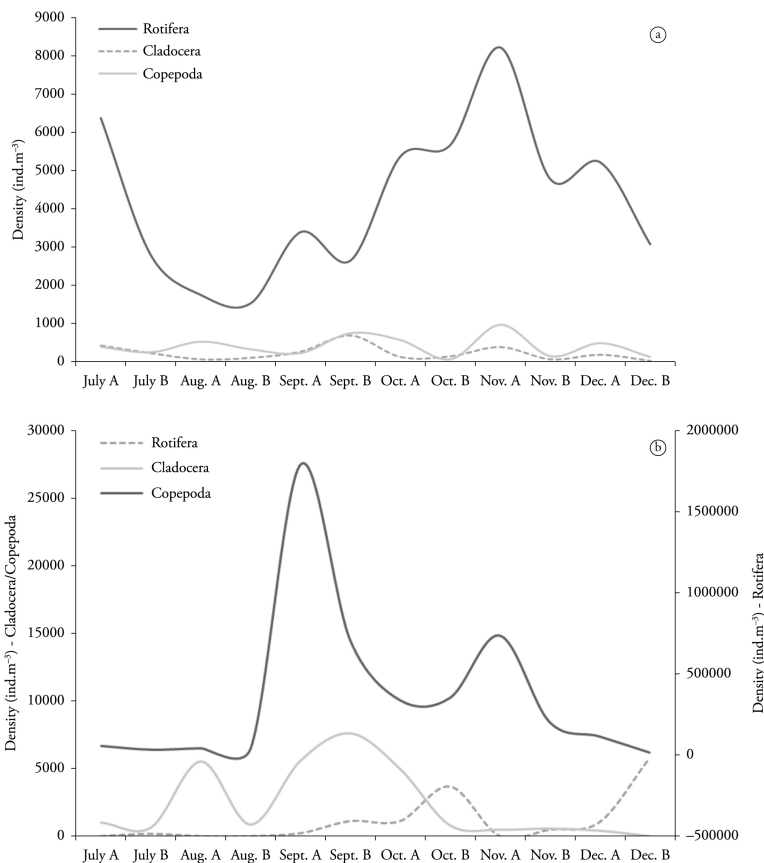 9000
8000
7000
6000
5000
4000
3000
2000
1000
0
Density (ind.m⁻³)
Rotifera
Cladocera
Copepoda
a
July A July B Aug. A Aug. B Sept. A Sept. B Oct. A Oct. B Nov. A Nov. B Dec. A Dec. B
30000
25000
20000
15000
10000
5000
0
Density (ind.m⁻³) - Cladocera/Copepoda
Rotifera
Cladocera
Copepoda
b
2000000
1500000
1000000
500000
0
–500000
Density (ind.m⁻³) - Rotifera
July A July B Aug. A Aug. B Sept. A Sept. B Oct. A Oct. B Nov. A Nov. B Dec. A Dec. B